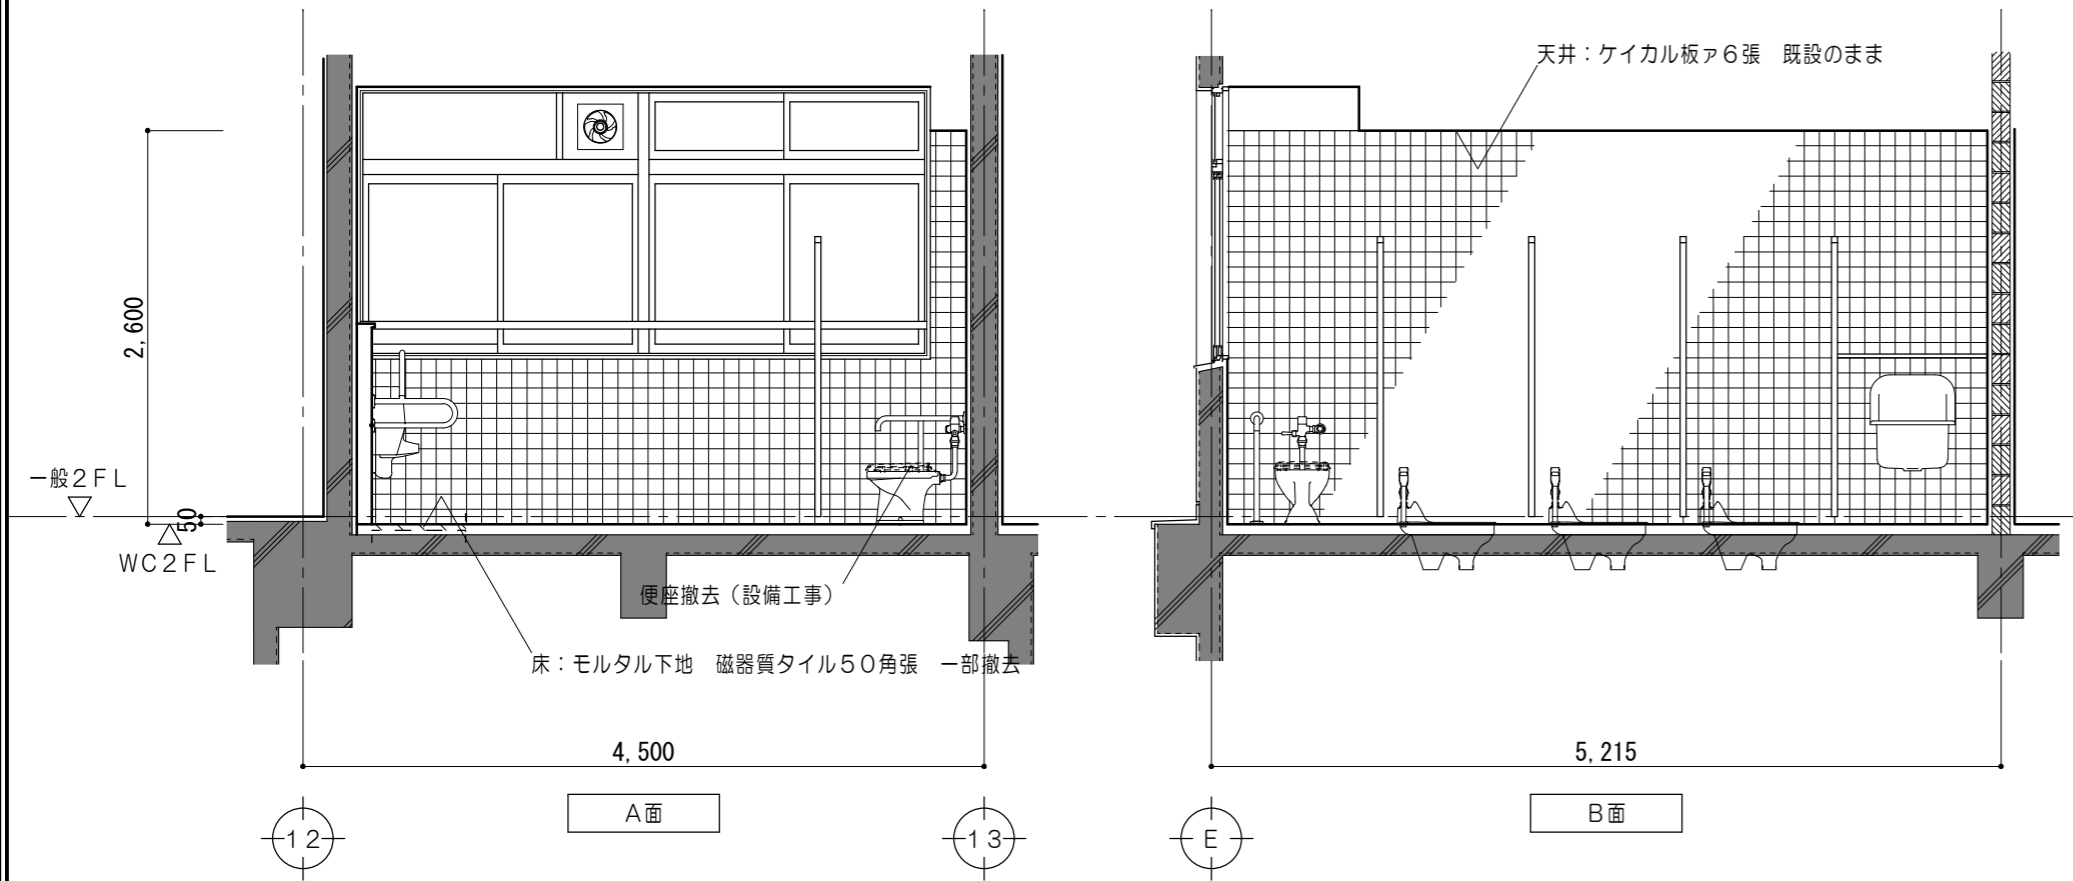 天井：ケイカル板ァ6張　既設のまま
2,600
一般2FL
50
WC2FL
便座撤去（設備工事）
床：モルタル下地　磁器質タイル50角張　一部撤去
4,500
5,215
A面
B面
12
13
E